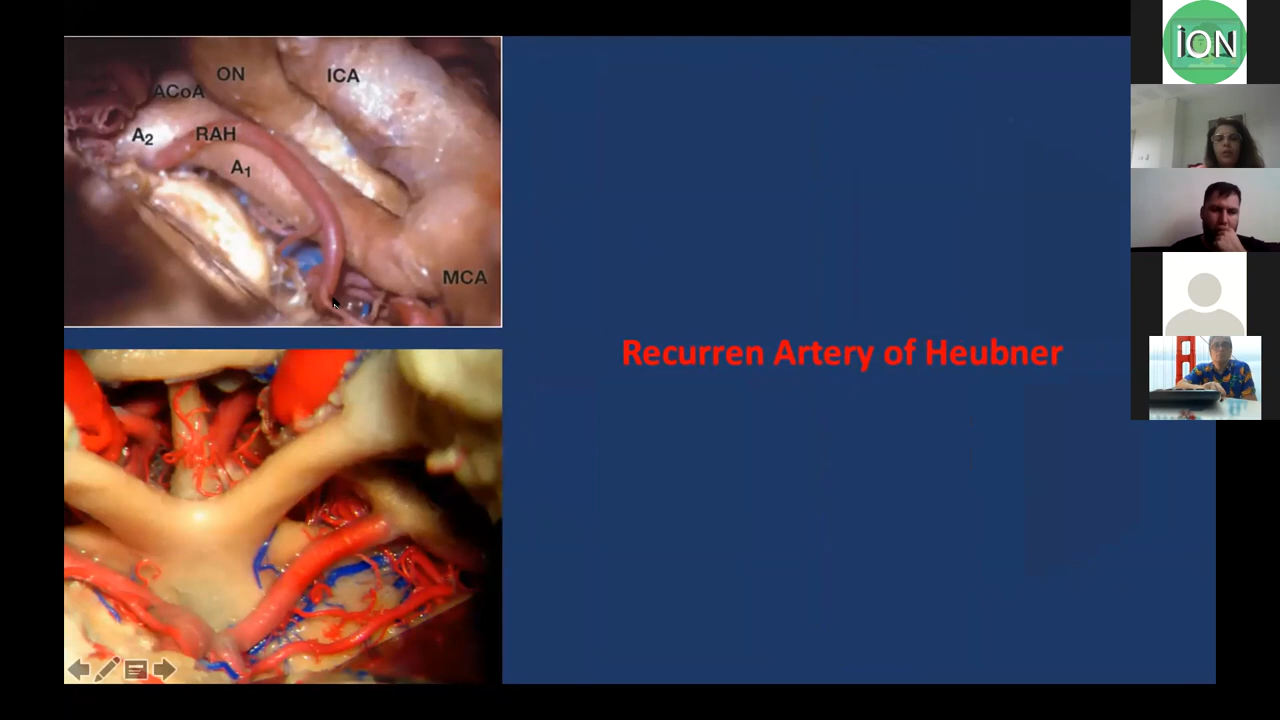 ON
ICA
ACoA
A2
RAH
A1
MCA
Recurren Artery of Heubner
ION